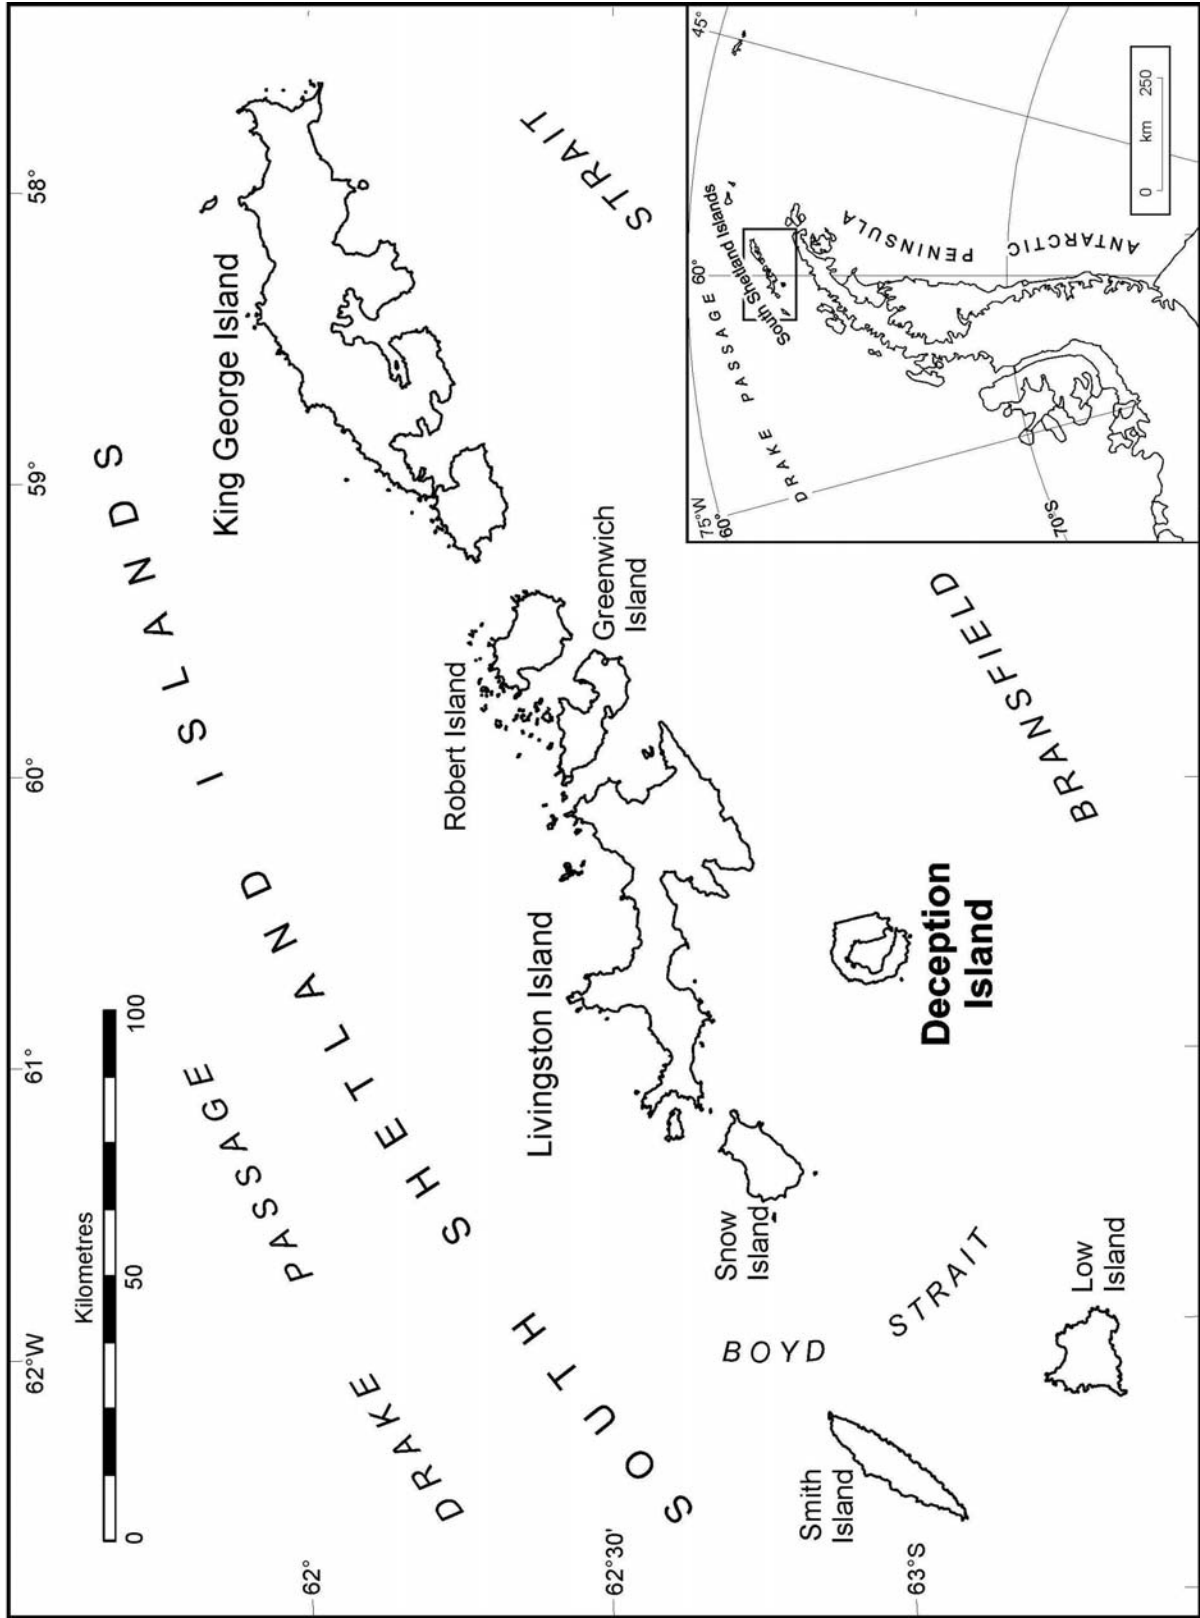 62°W
61°
60°
59°
58°
62°
62°30'
63°S
Kilometres
0
50
100
DRAKE PASSAGE
SOUTH SHETLAND ISLANDS
King George Island
Robert Island
Greenwich
Island
Livingston Island
Snow
Island
Smith
Island
Low
Island
Deception
Island
BOYD
STRAIT
BRANSFIELD STRAIT
75°W
60°
60°
45°
70°S
DRAKE PASSAGE
South Shetland Islands
ANTARCTIC
PENINSULA
0 km 250